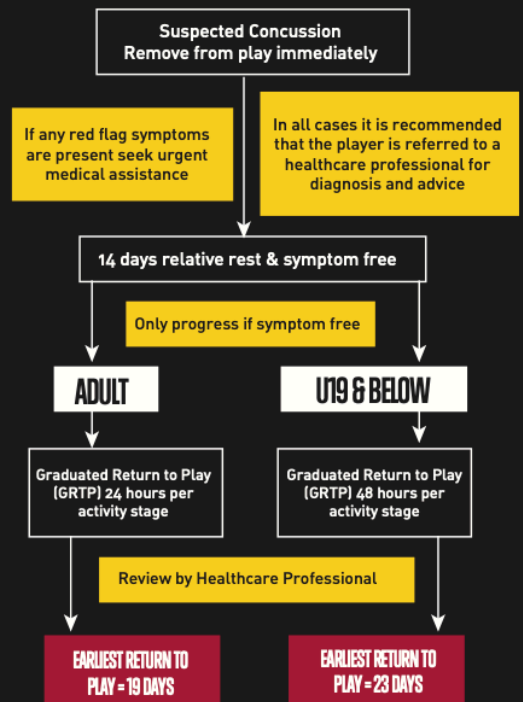 Suspected Concussion
Remove from play immediately
If any red flag symptoms
are present seek urgent
medical assistance
In all cases it is recommended
that the player is referred to a
healthcare professional for
diagnosis and advice
14 days relative rest & symptom free
Only progress if symptom free
ADULT
U19 & BELOW
Graduated Return to Play
(GRTP) 24 hours per
activity stage
Graduated Return to Play
(GRTP) 48 hours per
activity stage
Review by Healthcare Professional
EARLIEST RETURN TO
PLAY = 19 DAYS
EARLIEST RETURN TO
PLAY = 23 DAYS